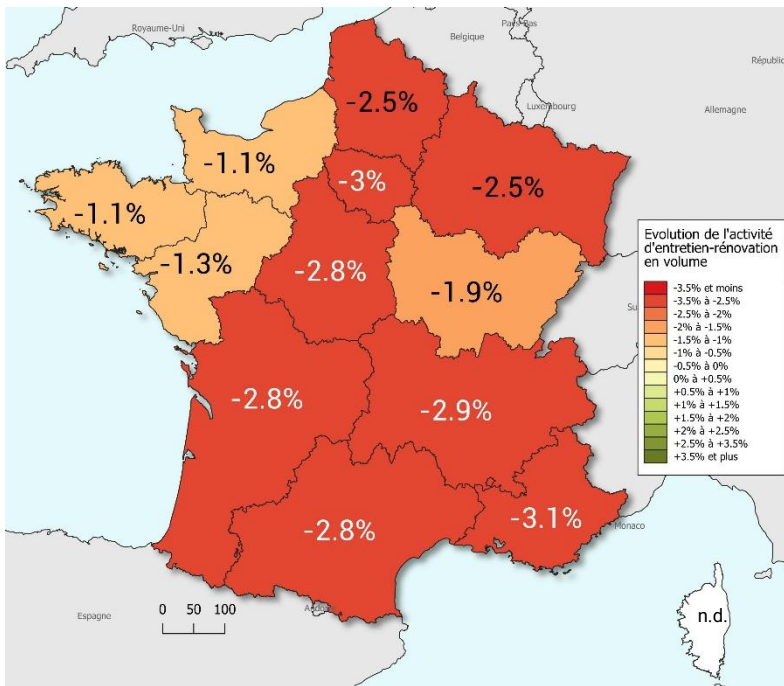 Royaume-Uni
Pays-Bas
Belgique
Républi
Luxembourg
Allemagne
-2.5%
-1.1%
-3%
-2.5%
-1.1%
-1.3%
-2.8%
-1.9%
Su
-2.8%
-2.9%
-2.8%
-3.1%
Monaco
Espagne
n.d.
0 50 100
Evolution de l'activité
d'entretien-rénovation
en volume
-3.5% et moins
-3.5% à -2.5%
-2.5% à -2%
-2% à -1.5%
-1.5% à -1%
-1% à -0.5%
-0.5% à 0%
0% à +0.5%
+0.5% à +1%
+1% à +1.5%
+1.5% à +2%
+2% à +2.5%
+2.5% à +3.5%
+3.5% et plus